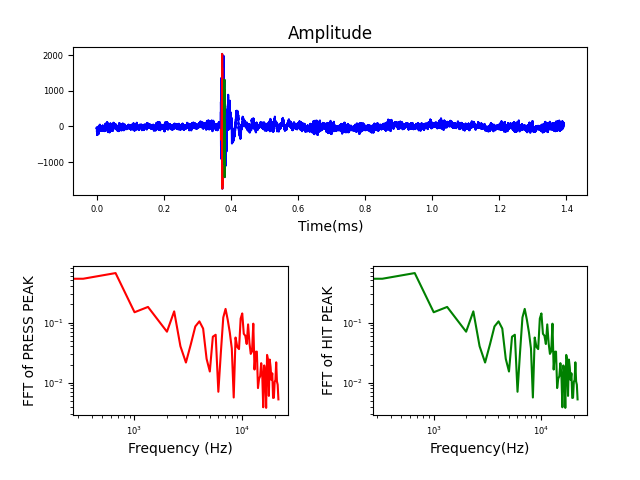 Amplitude
2000
1000
0
−1000
0.0 0.2 0.4 0.6 0.8 1.0 1.2 1.4
Time(ms)
FFT of PRESS PEAK
10⁻¹
10⁻²
10³ 10⁴
Frequency (Hz)
FFT of HIT PEAK
10⁻¹
10⁻²
10³ 10⁴
Frequency(Hz)